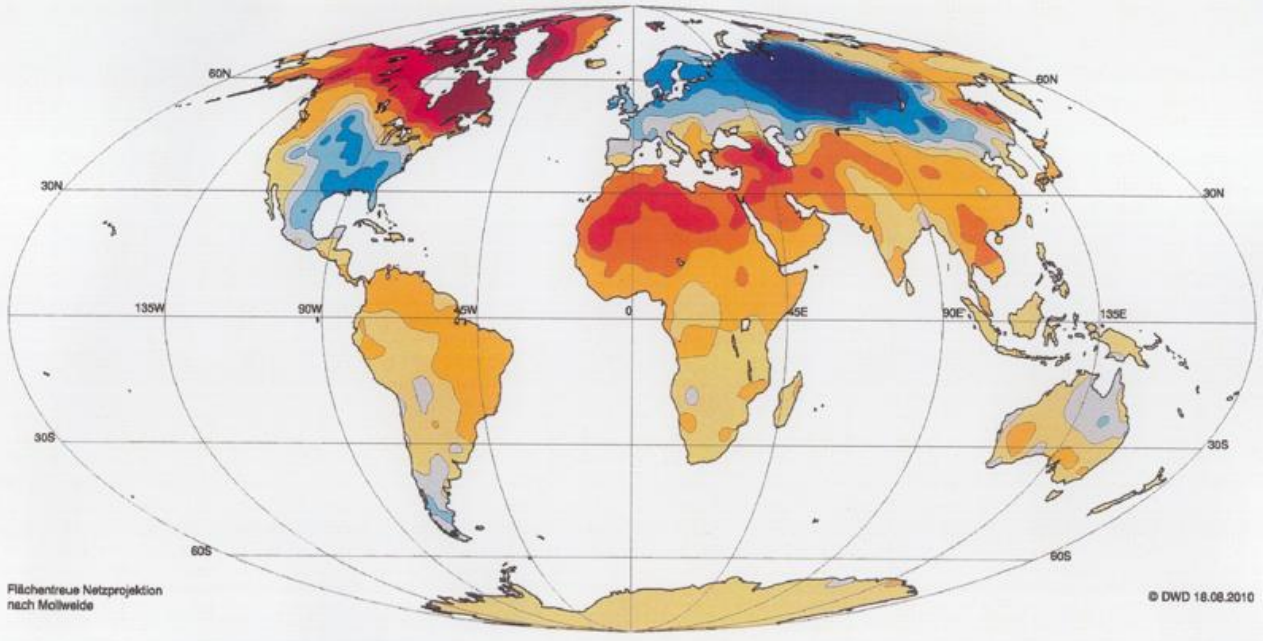 60N
60N
30N
30N
135W
90W
45W
0
45E
90E
135E
30S
30S
60S
60S
Flächentreue Netzprojektion
nach Mollweide
© DWD 18.08.2010